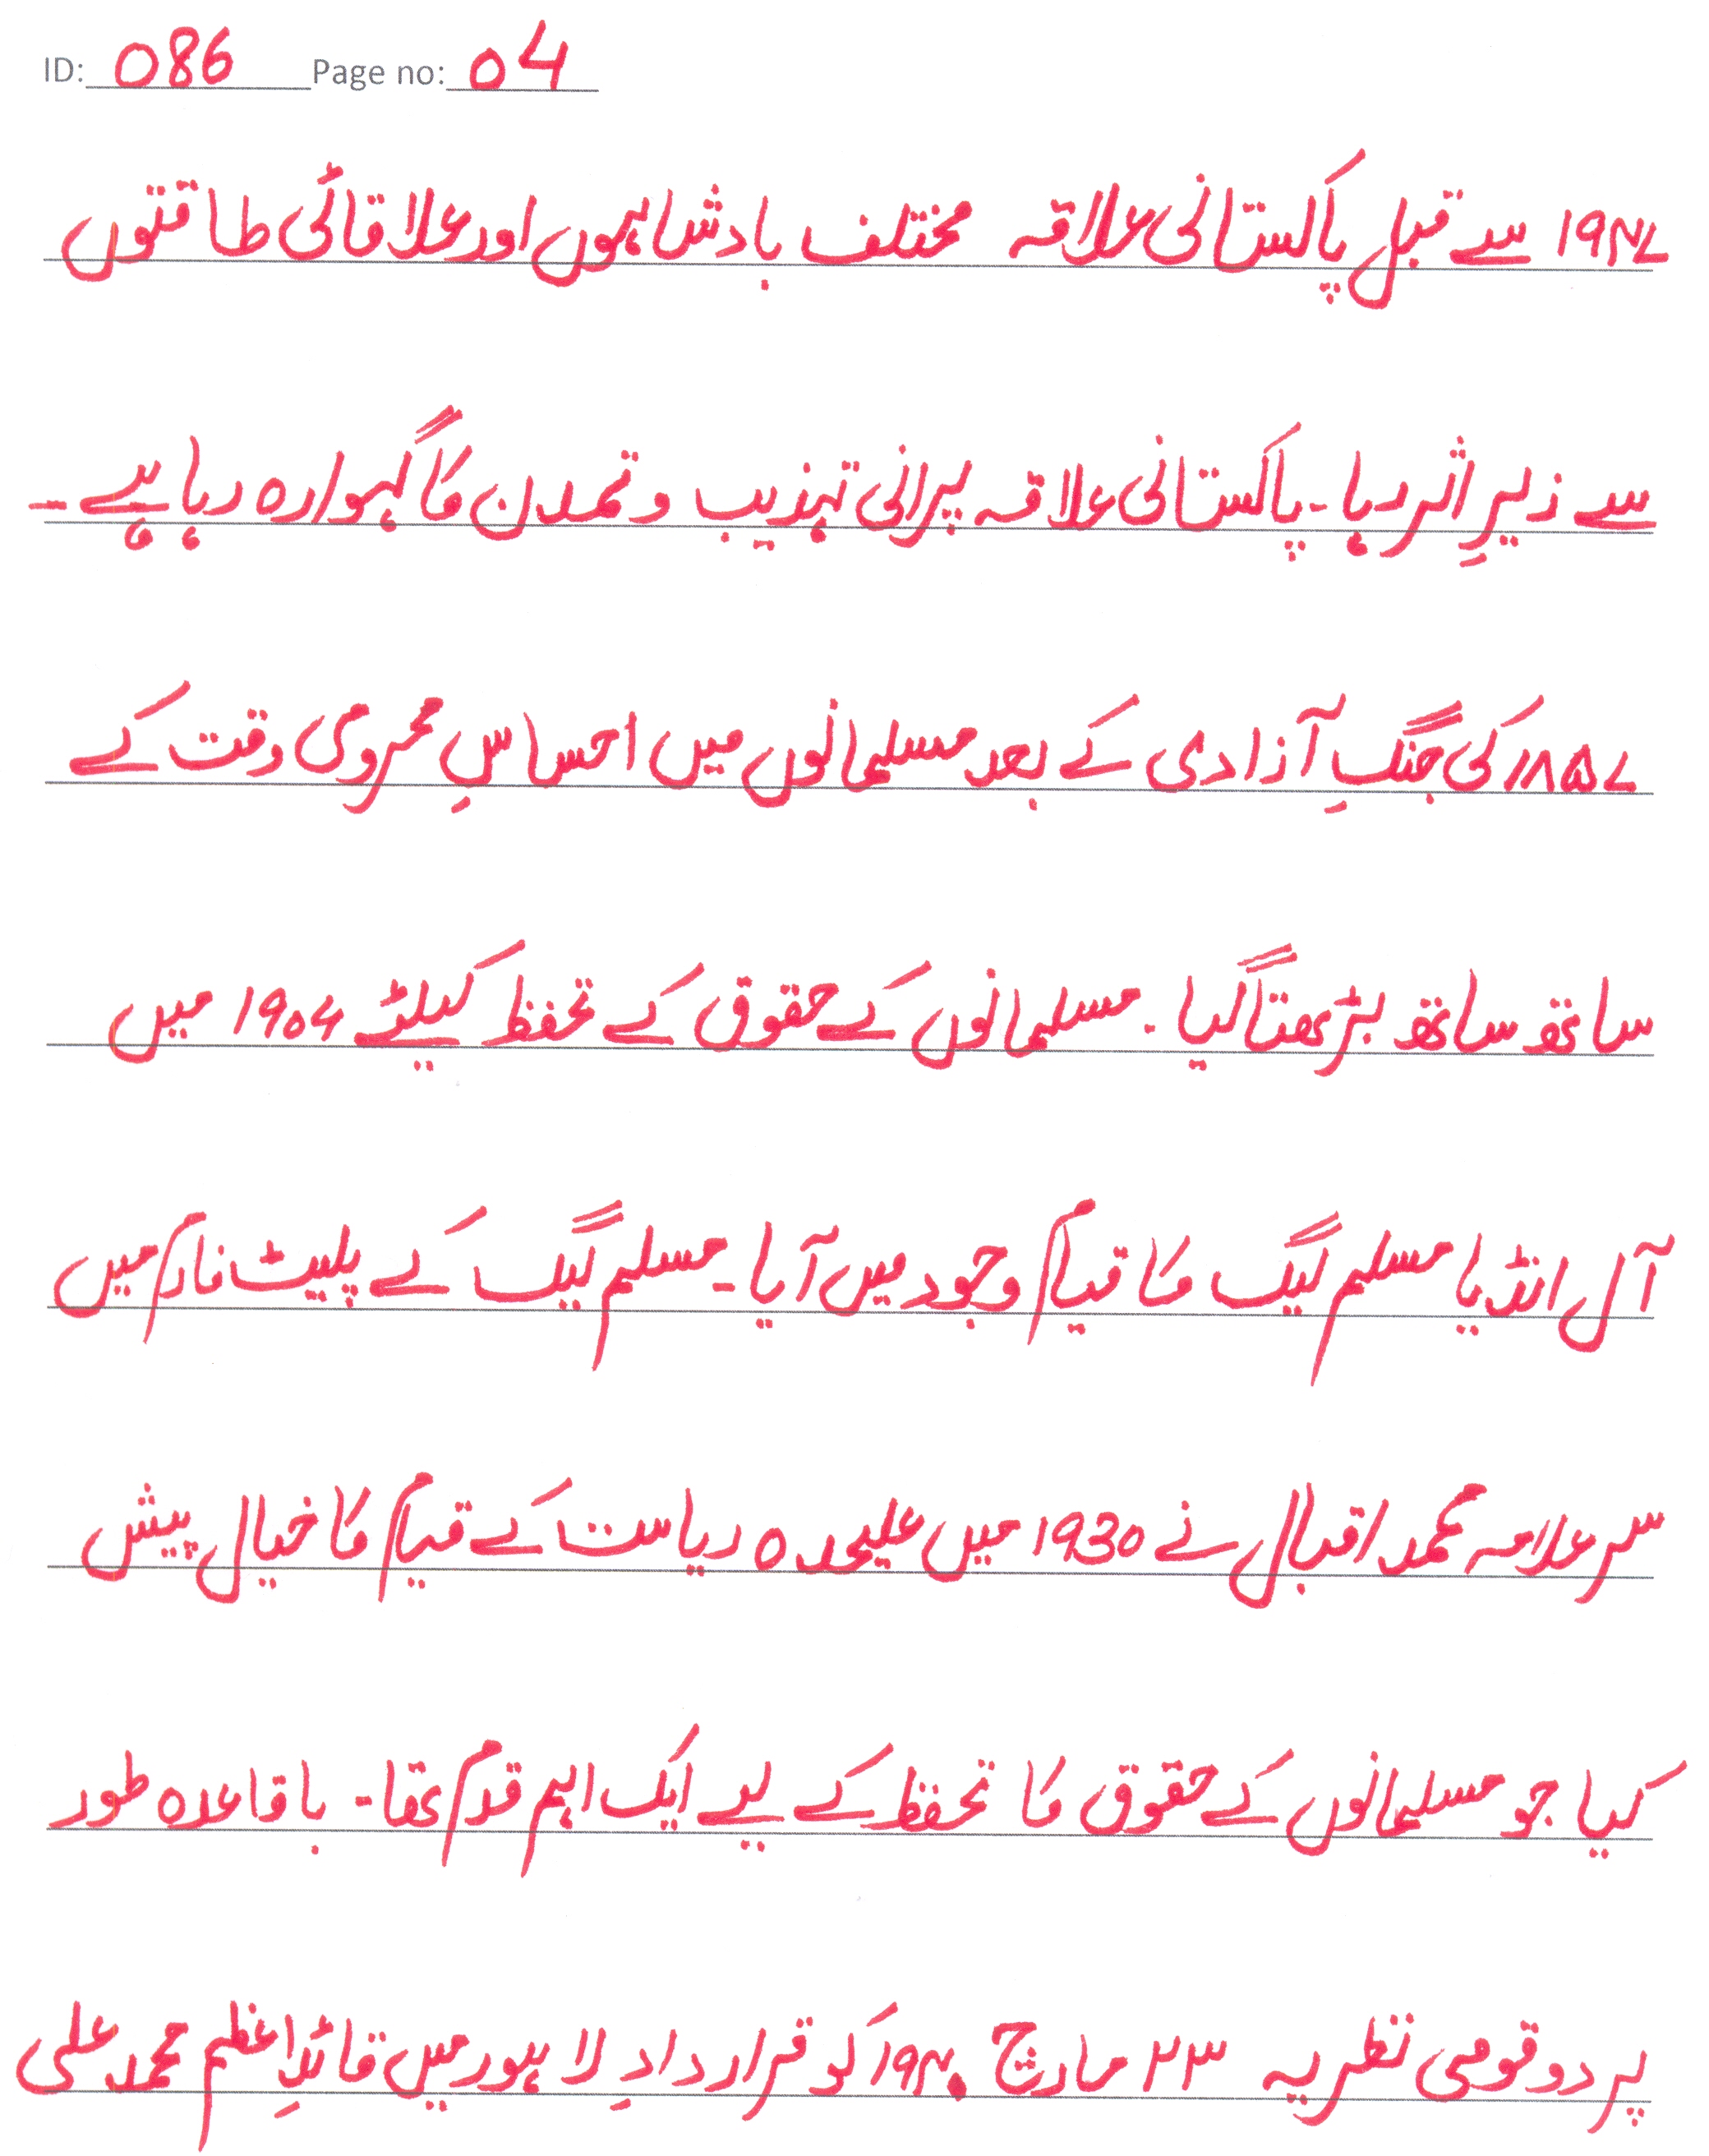 ID: 086 Page no: 04
۱۹۴۷ سے قبل پاکستانی علاقہ مختلف بادشاہوں اور علاقائی طاقتوں
سے زیرِ اثر رہا - پاکستانی علاقہ پرانی تہذیب و تمدن کا گہوارہ رہا ہے -
۱۸۵۷ کی جنگِ آزادی کے بعد مسلمانوں میں احساسِ محرومی وقت کے
ساتھ ساتھ بڑھتا گیا - مسلمانوں کے حقوق کے تحفظ کیلئے ۱۹۰۶ میں
آل انڈیا مسلم لیگ کا قیام وجود میں آیا - مسلم لیگ کے پلیٹ فارم میں
سر علامہ محمد اقبال نے 1930 میں علیحدہ ریاست کے قیام کا خیال پیش
کیا جو مسلمانوں کے حقوق کا تحفظ کے لیے ایک اہم قدم تھا - باقاعدہ طور
پر دو قومی نظریہ ۲۳ مارچ ۱۹۴۰ کو قراردادِ لاہور میں قائدِاعظم محمد علی